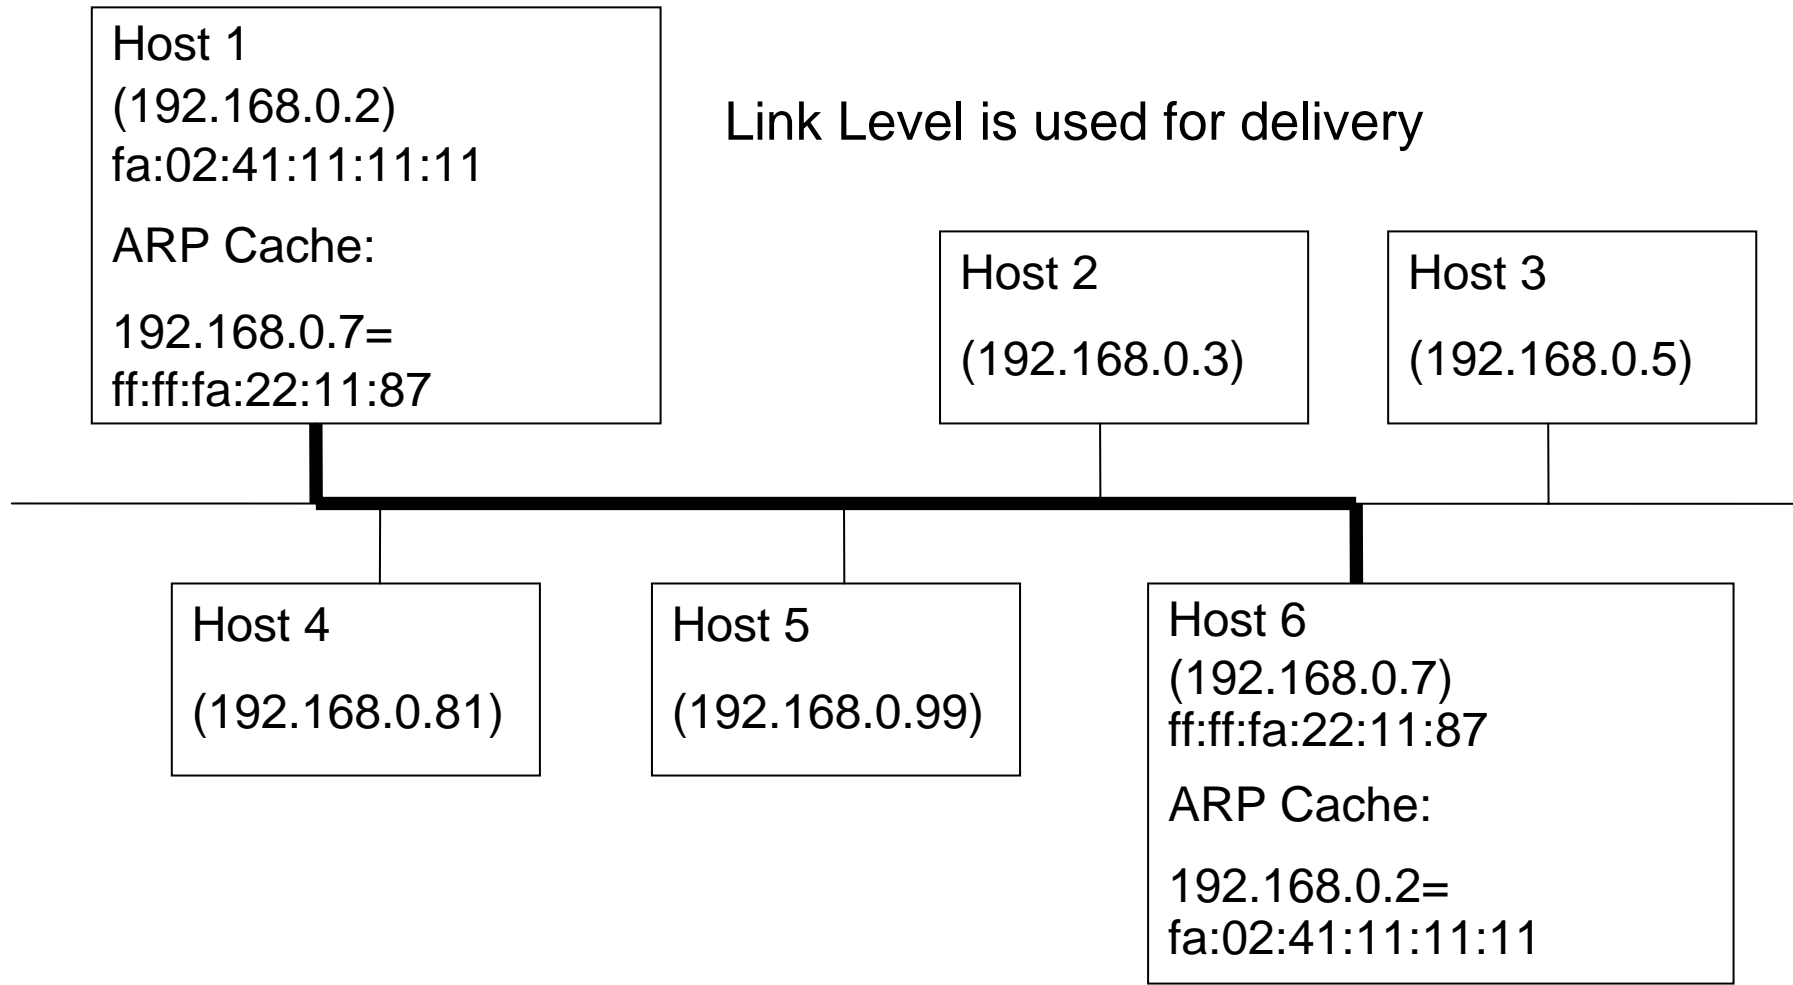 Host 1
(192.168.0.2)
fa:02:41:11:11:11
ARP Cache:
192.168.0.7=
ff:ff:fa:22:11:87
Link Level is used for delivery
Host 2
(192.168.0.3)
Host 3
(192.168.0.5)
Host 4
(192.168.0.81)
Host 5
(192.168.0.99)
Host 6
(192.168.0.7)
ff:ff:fa:22:11:87
ARP Cache:
192.168.0.2=
fa:02:41:11:11:11